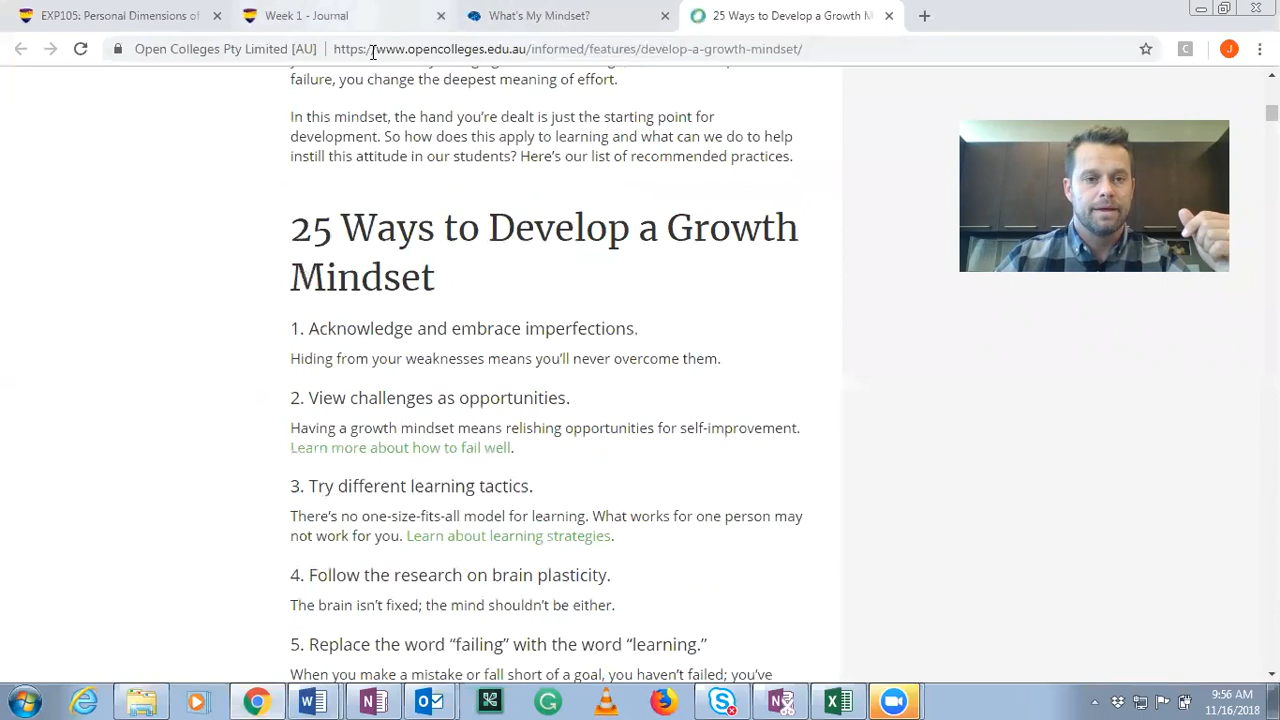 EXP105: Personal Dimensions of
Week 1 - Journal
What's My Mindset?
25 Ways to Develop a Growth M
Open Colleges Pty Limited [AU] | https://www.opencolleges.edu.au/informed/features/develop-a-growth-mindset/
failure, you change the deepest meaning of effort.
In this mindset, the hand you're dealt is just the starting point for
development. So how does this apply to learning and what can we do to help
instill this attitude in our students? Here's our list of recommended practices.
25 Ways to Develop a Growth
Mindset
1. Acknowledge and embrace imperfections.
Hiding from your weaknesses means you'll never overcome them.
2. View challenges as opportunities.
Having a growth mindset means relishing opportunities for self-improvement.
Learn more about how to fail well.
3. Try different learning tactics.
There's no one-size-fits-all model for learning. What works for one person may
not work for you. Learn about learning strategies.
4. Follow the research on brain plasticity.
The brain isn't fixed; the mind shouldn't be either.
5. Replace the word “failing” with the word “learning.”
When you make a mistake or fall short of a goal, you haven't failed; you've
9:56 AM
11/16/2018